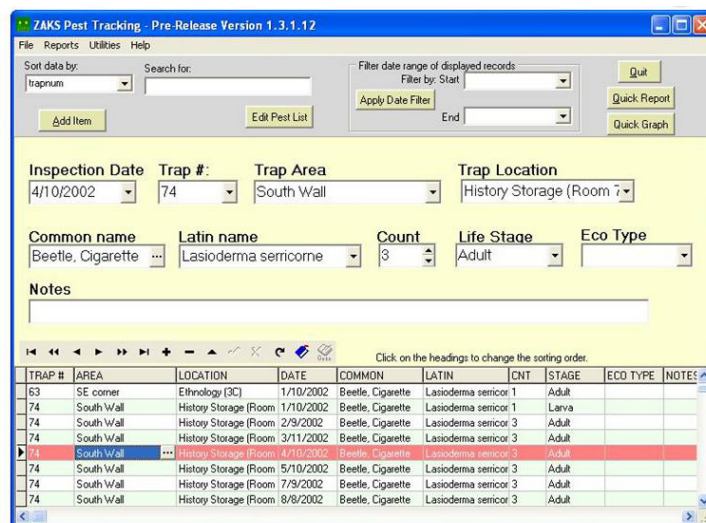 ZAKS Pest Tracking - Pre-Release Version 1.3.1.12
File Reports Utilities Help
Sort data by:
trapnum
Search for:
Filter date range of displayed records
Filter by: Start
Apply Date Filter
End
Quit
Quick Report
Quick Graph
Add Item
Edit Pest List
Inspection Date Trap #: Trap Area Trap Location
4/10/2002 74 South Wall History Storage (Room 7
Common name Latin name Count Life Stage Eco Type
Beetle, Cigarette ... Lasioderma serricorne 3 Adult
Notes
Click on the headings to change the sorting order.
TRAP # AREA LOCATION DATE COMMON LATIN CNT STAGE ECO TYPE NOTES
63 SE corner Ethnology (3C) 1/10/2002 Beetle, Cigarette Lasioderma serricor 1 Adult
74 South Wall History Storage (Room 1/10/2002 Beetle, Cigarette Lasioderma serricor 1 Larva
74 South Wall History Storage (Room 2/9/2002 Beetle, Cigarette Lasioderma serricor 3 Adult
74 South Wall History Storage (Room 3/11/2002 Beetle, Cigarette Lasioderma serricor 3 Adult
74 South Wall ... History Storage (Room 4/10/2002 Beetle, Cigarette Lasioderma serricor 3 Adult
74 South Wall History Storage (Room 5/10/2002 Beetle, Cigarette Lasioderma serricor 3 Adult
74 South Wall History Storage (Room 7/9/2002 Beetle, Cigarette Lasioderma serricor 3 Adult
74 South Wall History Storage (Room 8/8/2002 Beetle, Cigarette Lasioderma serricor 3 Adult